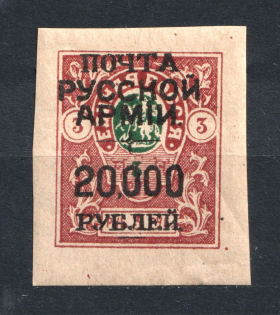 ПОЧТА
РУССКОЙ
АРМІИ
3 3
20,000
РУБЛЕЙ.